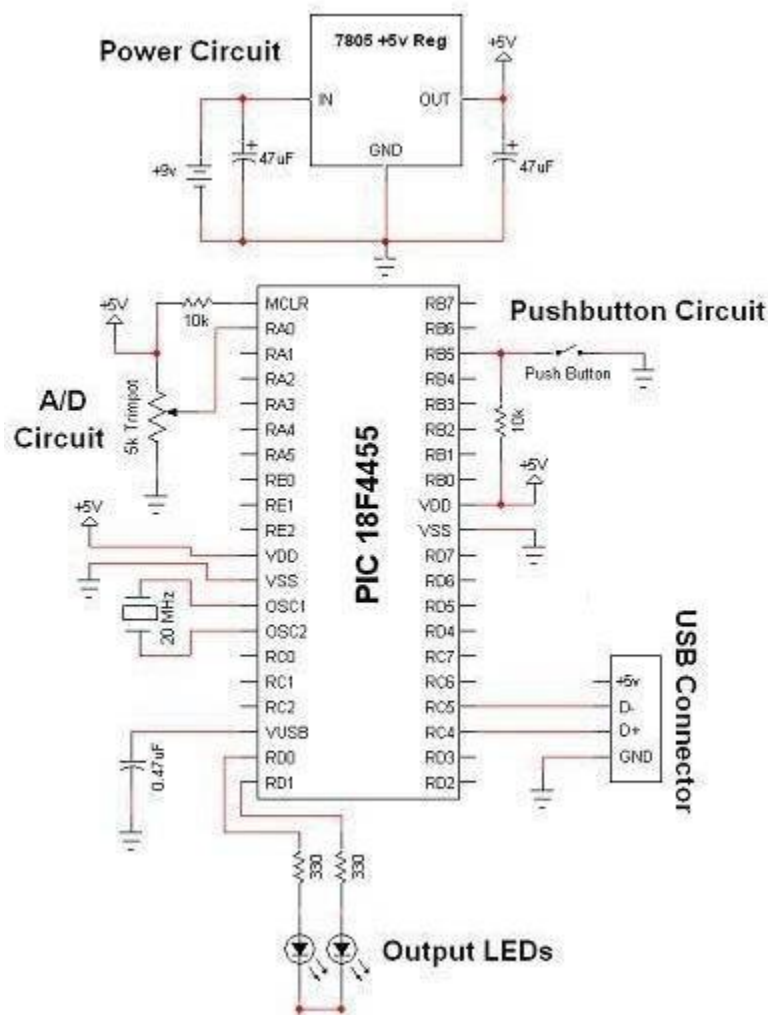 Power Circuit
7805 +5v Reg
+5V
IN
OUT
GND
+9v
47uF
47uF
+5V
10k
A/D
Circuit
5k Trimpot
+5V
20 MHz
0.47uF
MCLR
RA0
RA1
RA2
RA3
RA4
RA5
RE0
RE1
RE2
VDD
VSS
OSC1
OSC2
RC0
RC1
RC2
VUSB
RD0
RD1
PIC 18F4455
RB7
RB6
RB5
RB4
RB3
RB2
RB1
RB0
VDD
VSS
RD7
RD6
RD5
RD4
RC7
RC6
RC5
RC4
RD3
RD2
Pushbutton Circuit
Push Button
10k
+5V
USB Connector
+5v
D-
D+
GND
330
330
Output LEDs